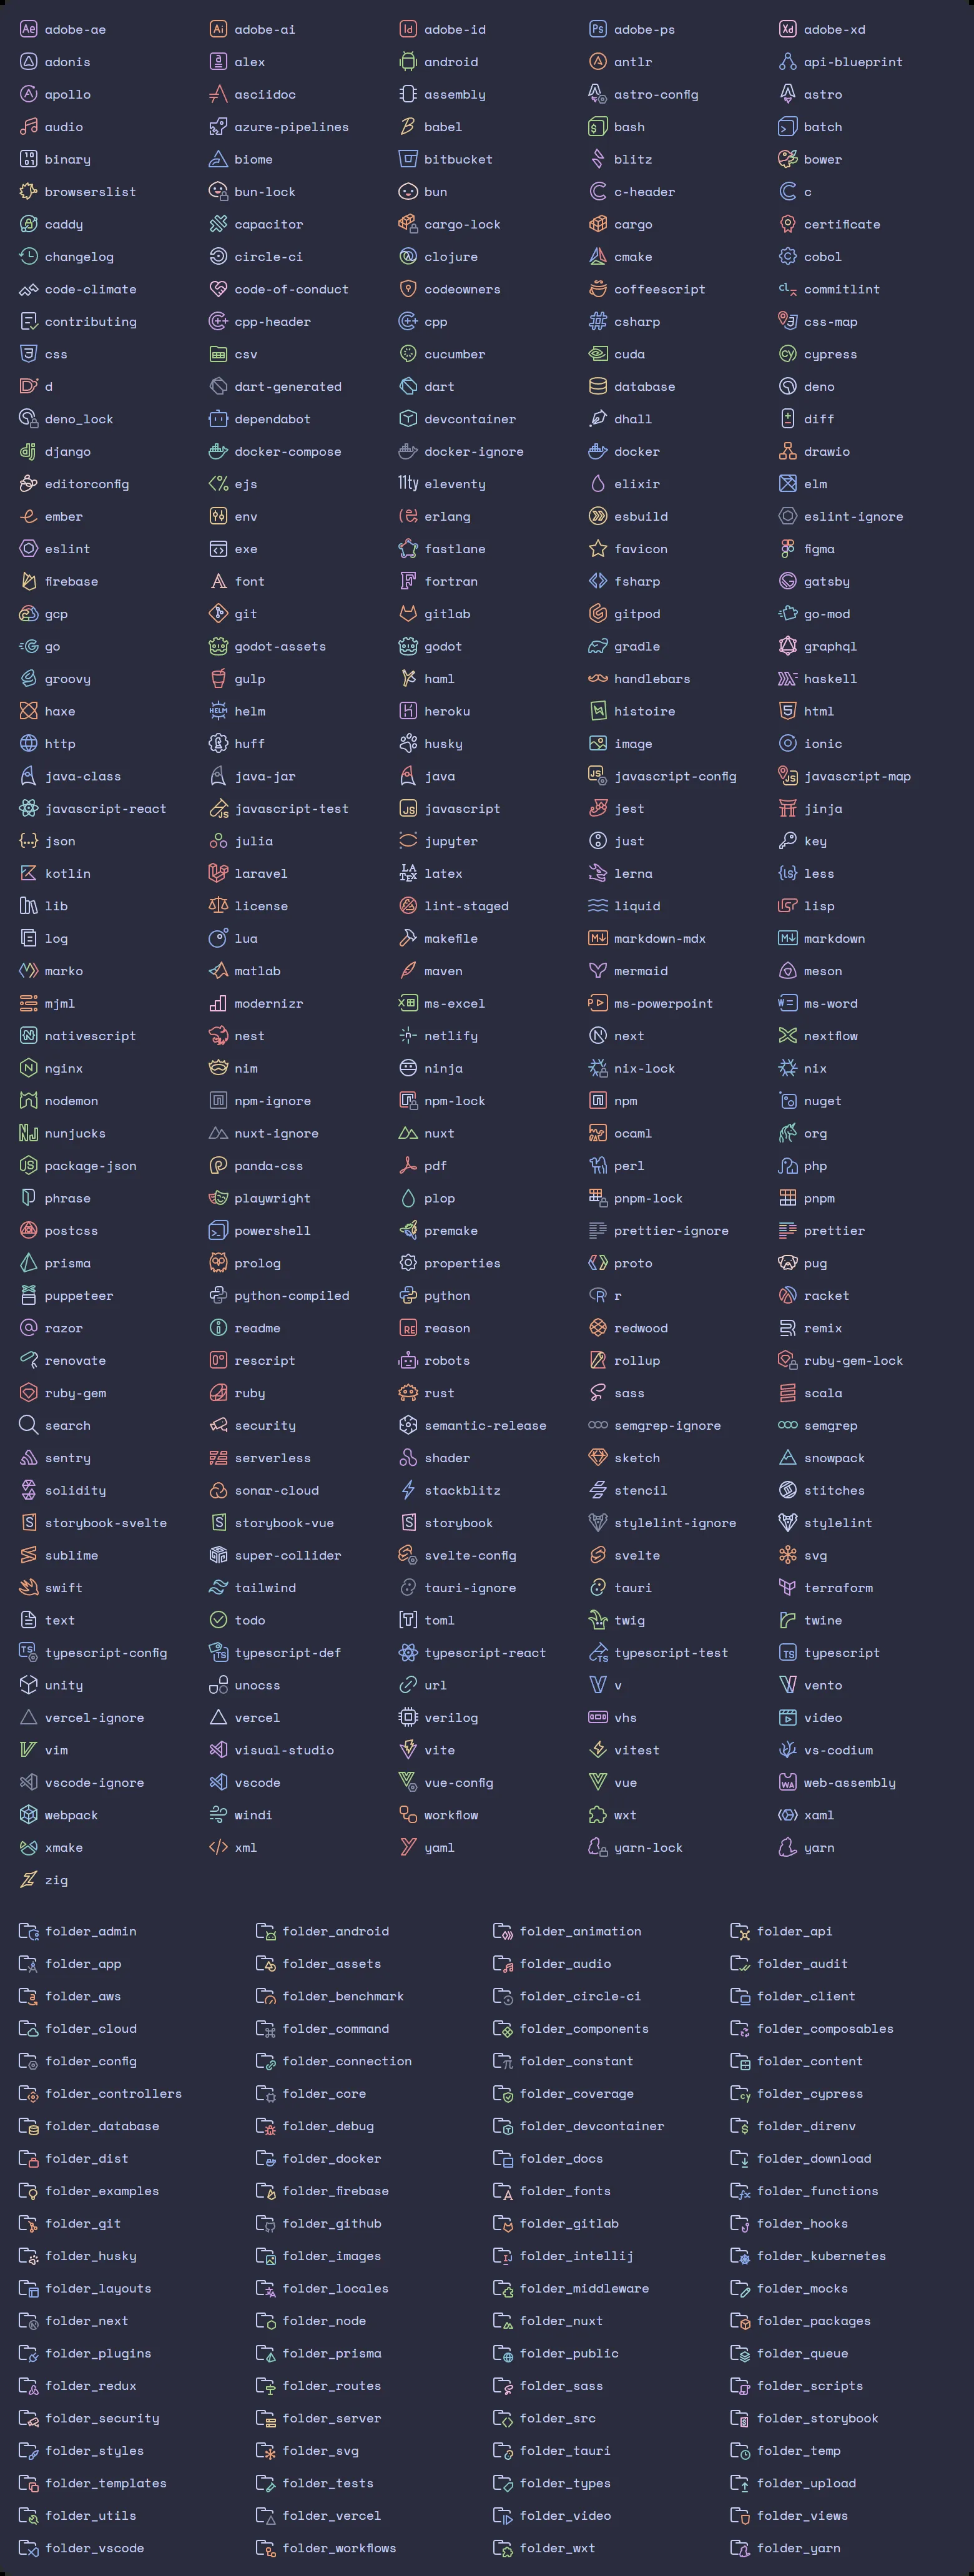 adobe-ae adobe-ai adobe-id adobe-ps adobe-xd
adonis alex android antlr api-blueprint
apollo asciidoc assembly astro-config astro
audio azure-pipelines babel bash batch
binary biome bitbucket blitz bower
browserslist bun-lock bun c-header c
caddy capacitor cargo-lock cargo certificate
changelog circle-ci clojure cmake cobol
code-climate code-of-conduct codeowners coffeescript commitlint
contributing cpp-header cpp csharp css-map
css csv cucumber cuda cypress
d dart-generated dart database deno
deno_lock dependabot devcontainer dhall diff
django docker-compose docker-ignore docker drawio
editorconfig ejs eleventy elixir elm
ember env erlang esbuild eslint-ignore
eslint exe fastlane favicon figma
firebase font fortran fsharp gatsby
gcp git gitlab gitpod go-mod
go godot-assets godot gradle graphql
groovy gulp haml handlebars haskell
haxe helm heroku histoire html
http huff husky image ionic
java-class java-jar java javascript-config javascript-map
javascript-react javascript-test javascript jest jinja
json julia jupyter just key
kotlin laravel latex lerna less
lib license lint-staged liquid lisp
log lua makefile markdown-mdx markdown
marko matlab maven mermaid meson
mjml modernizr ms-excel ms-powerpoint ms-word
nativescript nest netlify next nextflow
nginx nim ninja nix-lock nix
nodemon npm-ignore npm-lock npm nuget
nunjucks nuxt-ignore nuxt ocaml org
package-json panda-css pdf perl php
phrase playwright plop pnpm-lock pnpm
postcss powershell premake prettier-ignore prettier
prisma prolog properties proto pug
puppeteer python-compiled python r racket
razor readme reason redwood remix
renovate rescript robots rollup ruby-gem-lock
ruby-gem ruby rust sass scala
search security semantic-release semgrep-ignore semgrep
sentry serverless shader sketch snowpack
solidity sonar-cloud stackblitz stencil stitches
storybook-svelte storybook-vue storybook stylelint-ignore stylelint
sublime super-collider svelte-config svelte svg
swift tailwind tauri-ignore tauri terraform
text todo toml twig twine
typescript-config typescript-def typescript-react typescript-test typescript
unity unocss url v vento
vercel-ignore vercel verilog vhs video
vim visual-studio vite vitest vs-codium
vscode-ignore vscode vue-config vue web-assembly
webpack windi workflow wxt xaml
xmake xml yaml yarn-lock yarn
zig
folder_admin folder_android folder_animation folder_api
folder_app folder_assets folder_audio folder_audit
folder_aws folder_benchmark folder_circle-ci folder_client
folder_cloud folder_command folder_components folder_composables
folder_config folder_connection folder_constant folder_content
folder_controllers folder_core folder_coverage folder_cypress
folder_database folder_debug folder_devcontainer folder_direnv
folder_dist folder_docker folder_docs folder_download
folder_examples folder_firebase folder_fonts folder_functions
folder_git folder_github folder_gitlab folder_hooks
folder_husky folder_images folder_intellij folder_kubernetes
folder_layouts folder_locales folder_middleware folder_mocks
folder_next folder_node folder_nuxt folder_packages
folder_plugins folder_prisma folder_public folder_queue
folder_redux folder_routes folder_sass folder_scripts
folder_security folder_server folder_src folder_storybook
folder_styles folder_svg folder_tauri folder_temp
folder_templates folder_tests folder_types folder_upload
folder_utils folder_vercel folder_video folder_views
folder_vscode folder_workflows folder_wxt folder_yarn